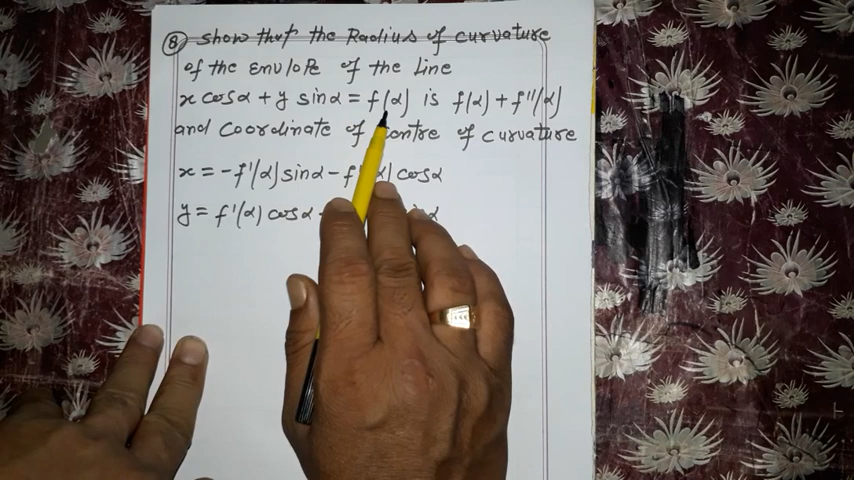 ⑧ Show that the Radius of curvature
of the Envlope of the Line
x cosα + y sinα = f(α) is f(α) + f''(α)
and Coordinate of centre of curvature
x = -f'(α) sinα - f''(α) cosα
y = f'(α) cosα - sinα